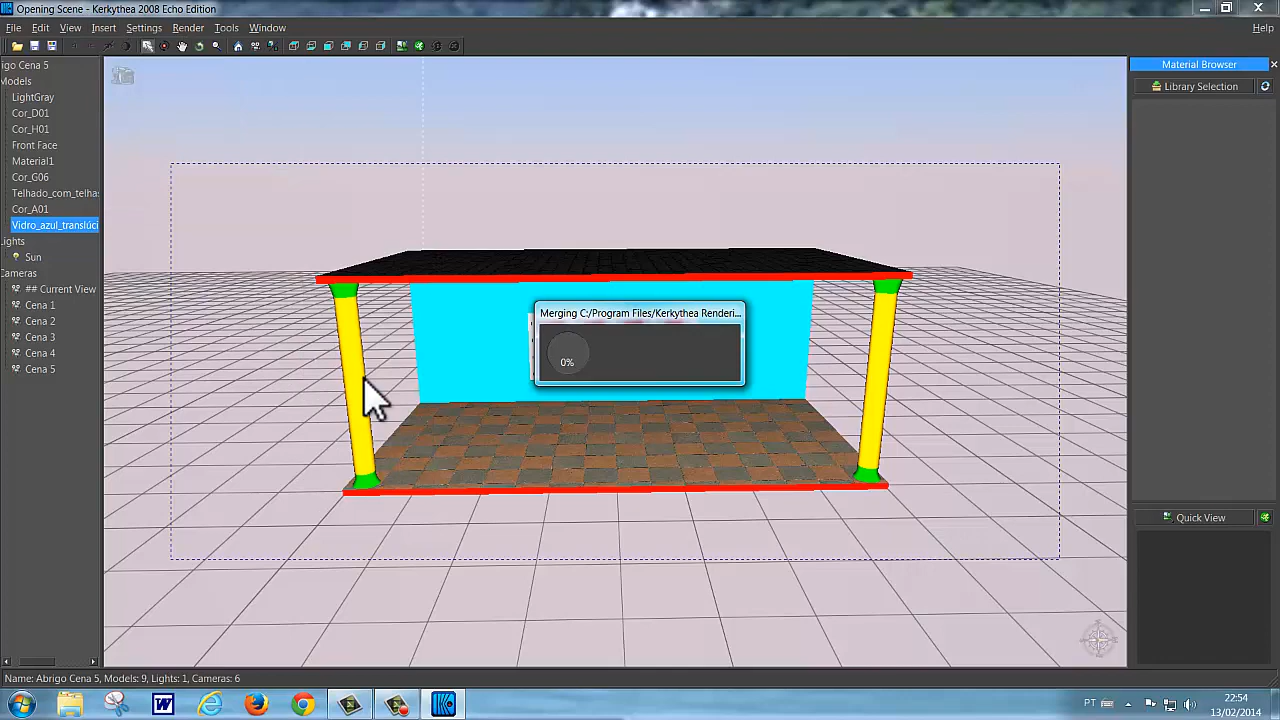 Opening Scene - Kerkythea 2008 Echo Edition
File Edit View Insert Settings Render Tools Window Help
igo Cena 5
Models
LightGray
Cor_D01
Cor_H01
Front Face
Material1
Cor_G06
Telhado_com_telha
Cor_A01
Vidro_azul_translúci
ights
Sun
ameras
## Current View
Cena 1
Cena 2
Cena 3
Cena 4
Cena 5
Merging C:/Program Files/Kerkythea Renderi...
0%
Material Browser
Library Selection
Quick View
Name: Abrigo Cena 5, Models: 9, Lights: 1, Cameras: 6
PT
22:54
13/02/2014